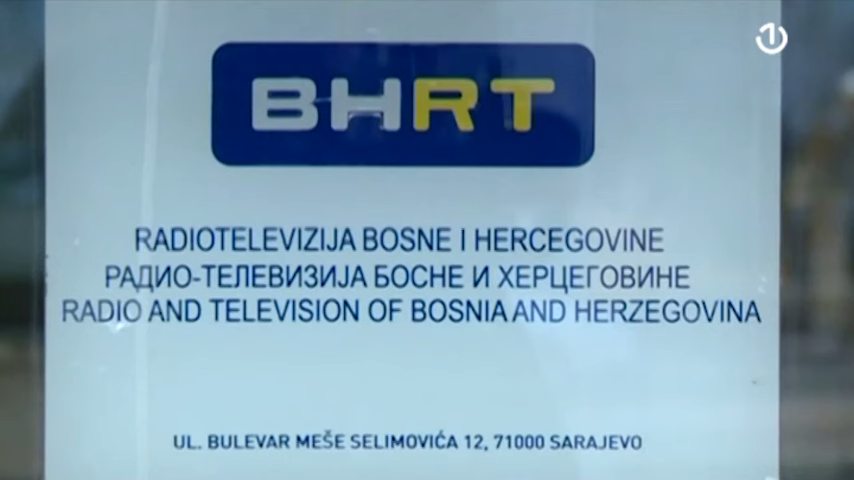 BHRT
RADIOTELEVIZIJA BOSNE I HERCEGOVINE
РАДИО-ТЕЛЕВИЗИЈА БОСНЕ И ХЕРЦЕГОВИНЕ
RADIO AND TELEVISION OF BOSNIA AND HERZEGOVINA
UL. BULEVAR MEŠE SELIMOVIĆA 12, 71000 SARAJEVO
1